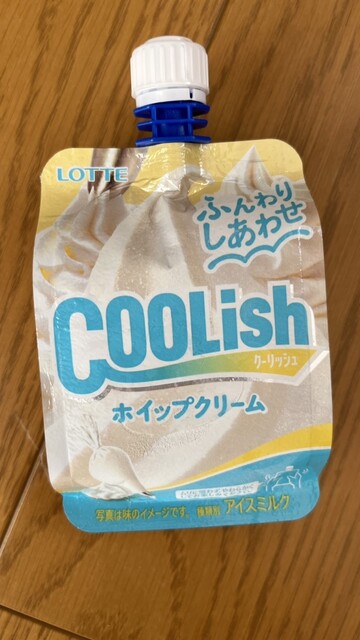 LOTTE
ふんわり
しあわせ
COOLish
クーリッシュ
ホイップクリーム
写真は味のイメージです。 種類別 アイスミルク